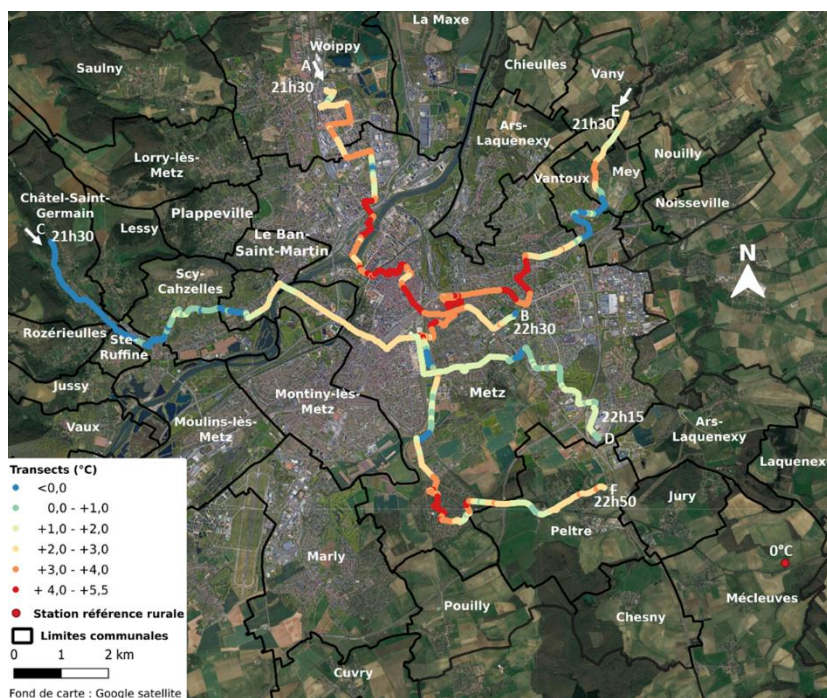 La Maxe
Woippy
Saulny
A
21h30
Chieulles
Vany
E
21h30
Ars-
Laquenexy
Lorry-lès-
Metz
Vantoux
Mey
Nouilly
Noisseville
Châtel-Saint-
Germain
C 21h30
Lessy
Plappeville
Le Ban-
Saint-Martin
Scy-
Cahzelles
N
Rozérieulles
Ste-
Ruffine
B
22h30
Jussy
Metz
Vaux
Moulins-lès-
Metz
Montiny-lès-
Metz
22h15
D
Ars-
Laquenexy
Laquenexy
Transects (°C)
<0,0
0,0 - +1,0
+1,0 - +2,0
+2,0 - +3,0
+3,0 - +4,0
+ 4,0 - +5,5
Station référence rurale
Limites communales
0 1 2 km
Fond de carte : Google satellite
F
22h50
Jury
Peltre
Marly
0°C
Mécleuves
Pouilly
Chesny
Cuvry